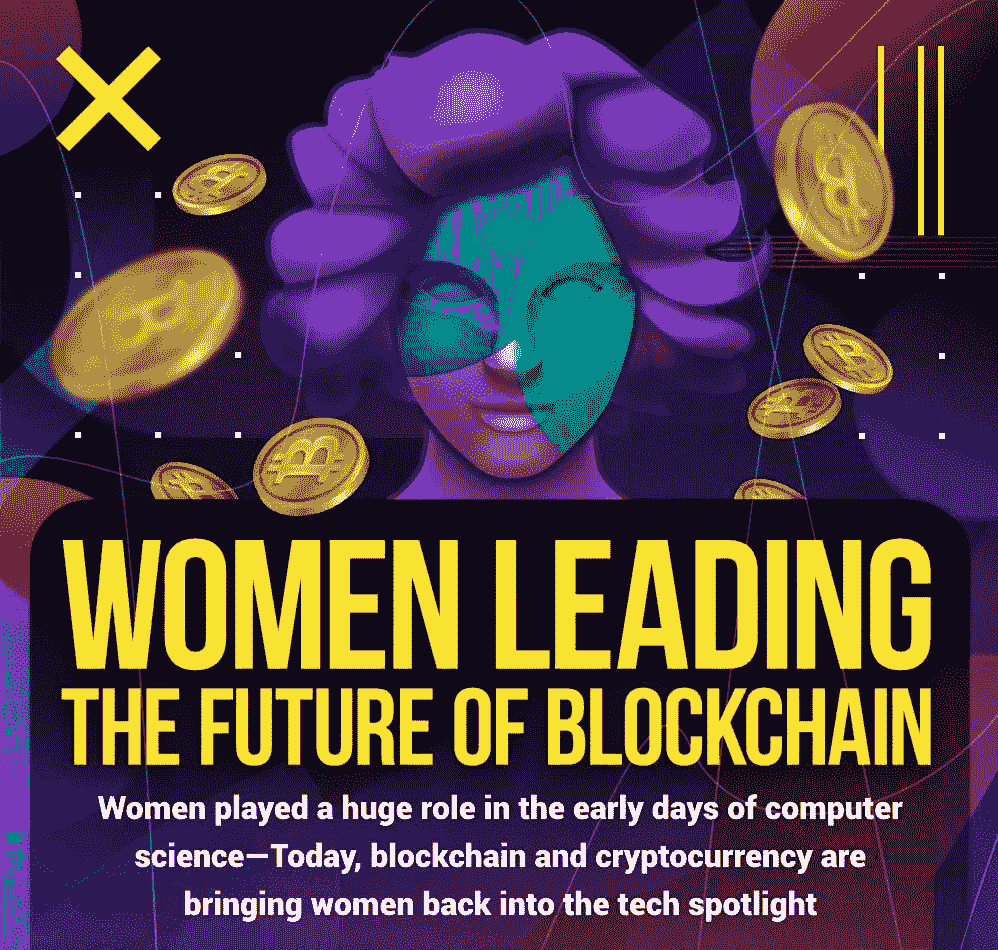 WOMEN LEADING
THE FUTURE OF BLOCKCHAIN
Women played a huge role in the early days of computer
science—Today, blockchain and cryptocurrency are
bringing women back into the tech spotlight